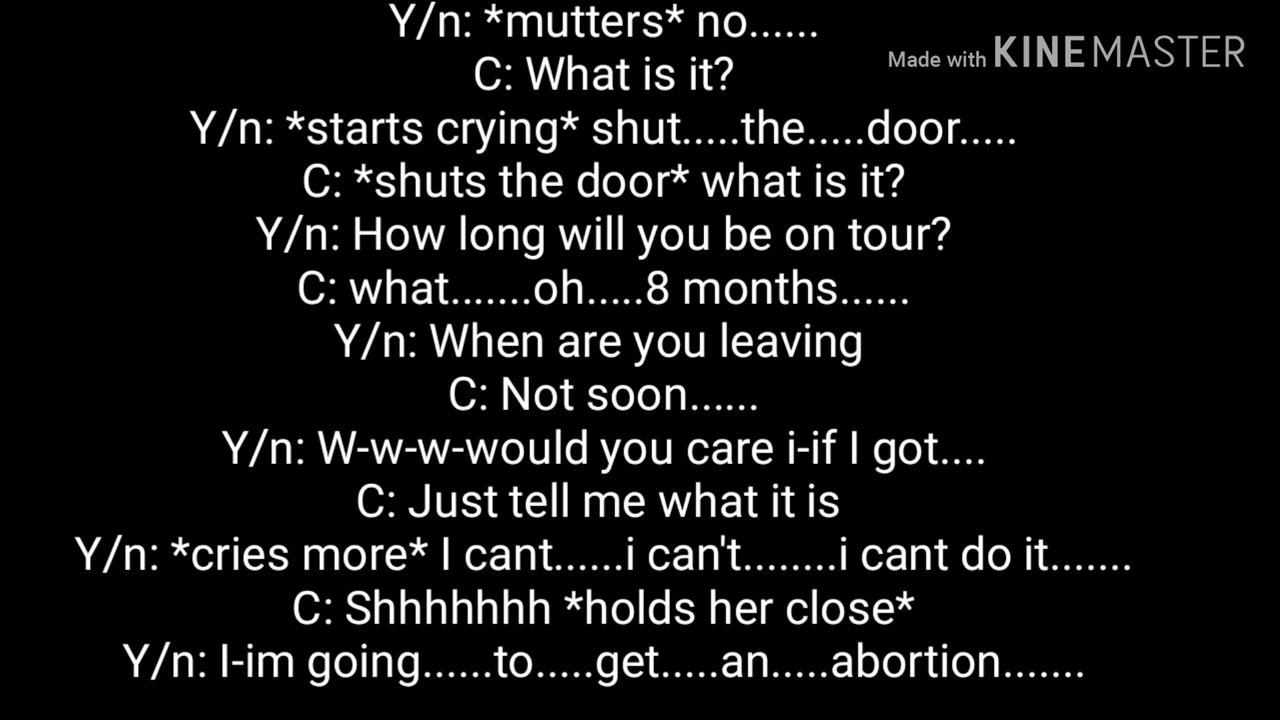 Y/n: *mutters* no......
Made with KINEMASTER
C: What is it?
Y/n: *starts crying* shut.....the.....door.....
C: *shuts the door* what is it?
Y/n: How long will you be on tour?
C: what.......oh.....8 months......
Y/n: When are you leaving
C: Not soon......
Y/n: W-w-w-would you care i-if I got....
C: Just tell me what it is
Y/n: *cries more* I cant......i can't........i cant do it.......
C: Shhhhhhh *holds her close*
Y/n: I-im going......to.....get.....an.....abortion.......